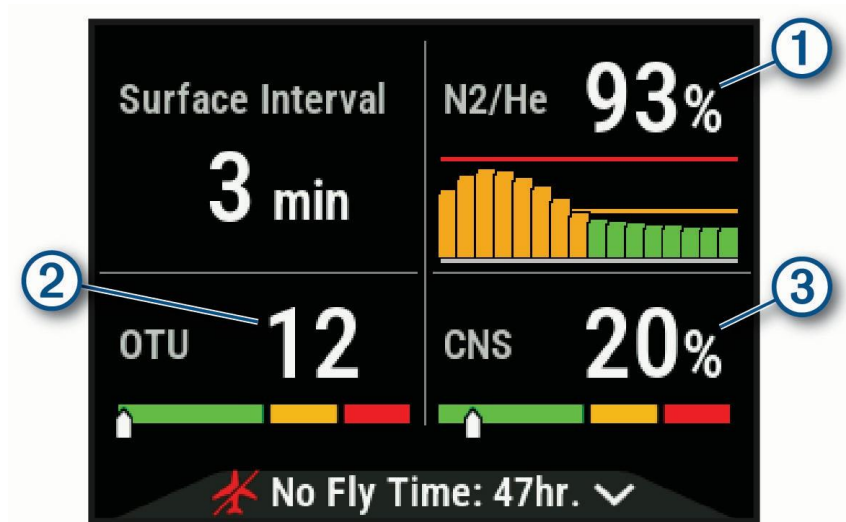 Surface Interval
3 min
N2/He 93%
1
2
OTU 12
CNS 20%
3
No Fly Time: 47hr.